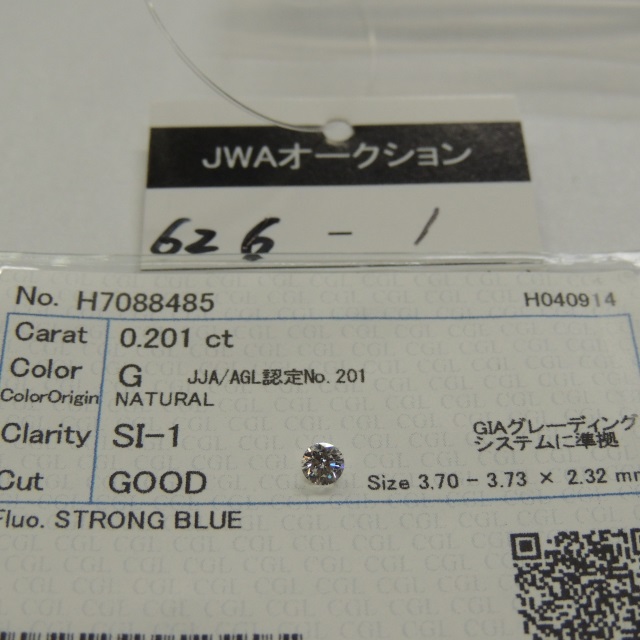 JWAオークション
626-1
No. H7088485 H040914
Carat 0.201 ct
Color G JJA/AGL認定No.201
ColorOrigin NATURAL
Clarity SI-1 GIAグレーディング
システムに準拠
Cut GOOD Size 3.70 - 3.73 × 2.32 mm
Fluo. STRONG BLUE